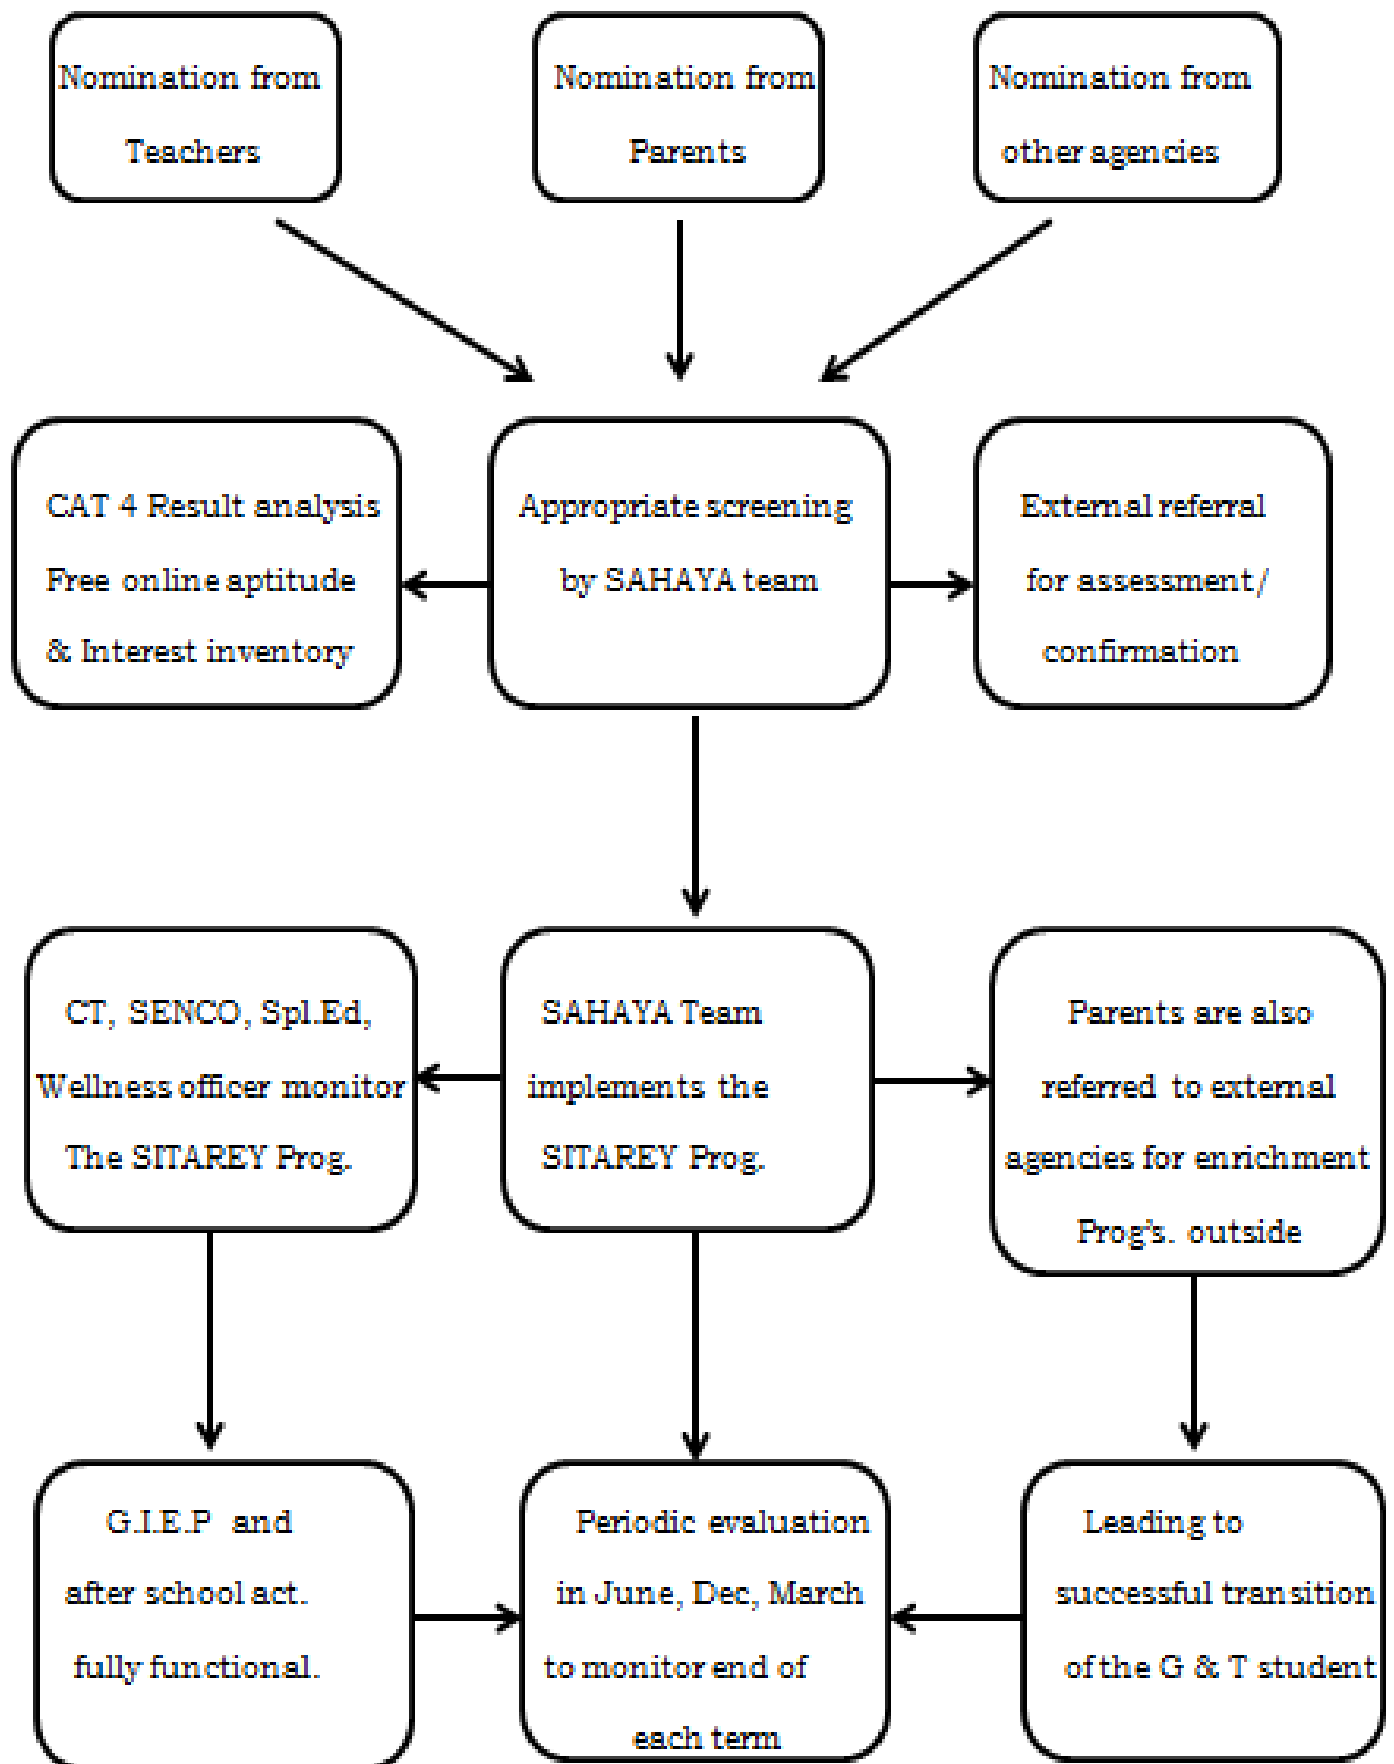 Nomination from
Teachers
Nomination from
Parents
Nomination from
other agencies
CAT 4 Result analysis
Free online aptitude
& Interest inventory
Appropriate screening
by SAHAYA team
External referral
for assessment/
confirmation
CT, SENCO, Spl.Ed,
Wellness officer monitor
The SITAREY Prog.
SAHAYA Team
implements the
SITAREY Prog.
Parents are also
referred to external
agencies for enrichment
Prog's. outside
G.I.E.P and
after school act.
fully functional.
Periodic evaluation
in June, Dec, March
to monitor end of
each term
Leading to
successful transition
of the G & T student